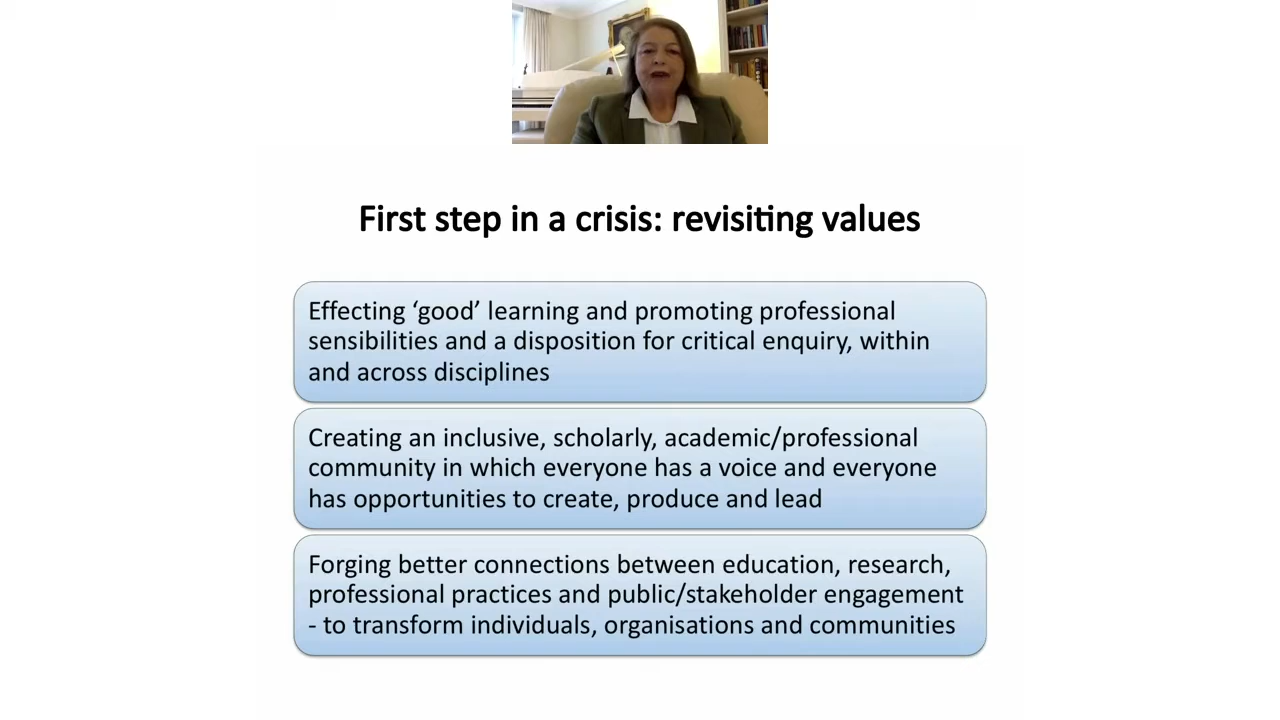 First step in a crisis: revisiting values
Effecting ‘good’ learning and promoting professional
sensibilities and a disposition for critical enquiry, within
and across disciplines
Creating an inclusive, scholarly, academic/professional
community in which everyone has a voice and everyone
has opportunities to create, produce and lead
Forging better connections between education, research,
professional practices and public/stakeholder engagement
- to transform individuals, organisations and communities